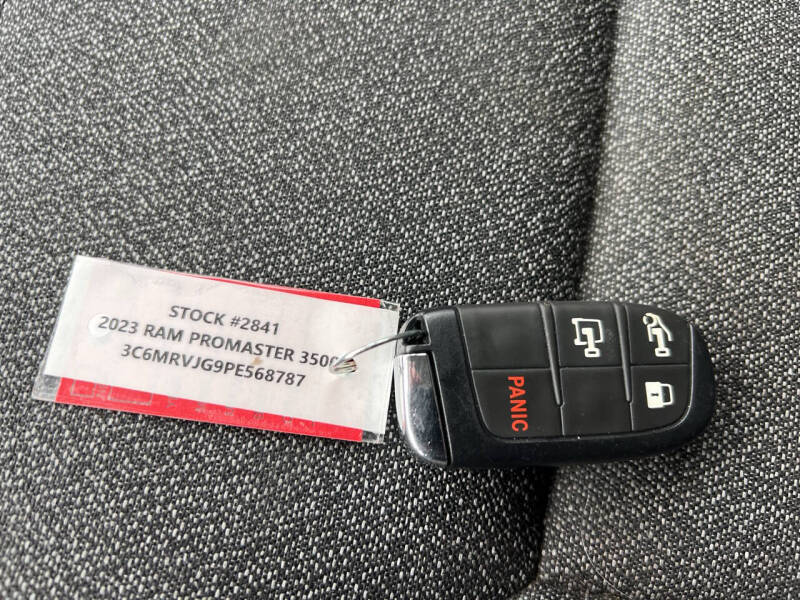 STOCK #2841
2023 RAM PROMASTER 3500
3C6MRVJG9PE568787
PANIC